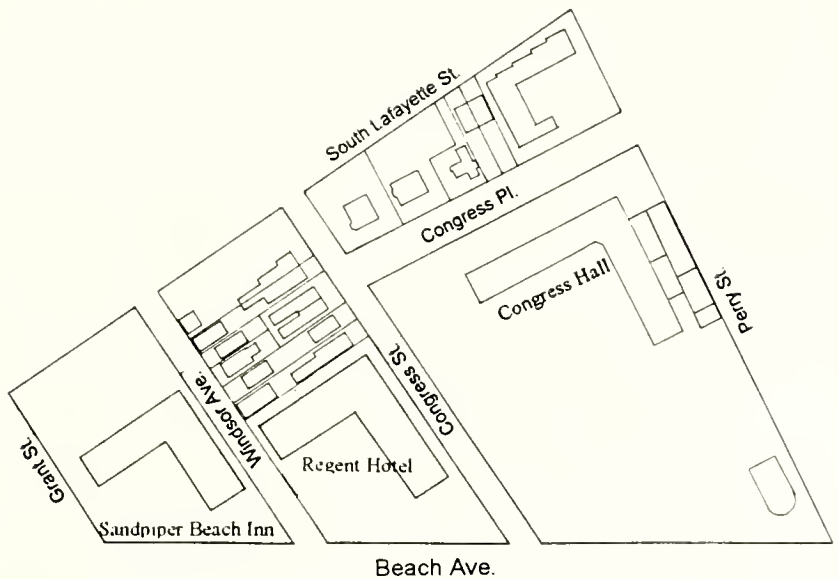 South Lafayette St.
Congress Pl.
Congress Hall
Perry St.
Congress St.
Windsor Ave.
Regent Hotel
Grant St.
Sandpiper Beach Inn
Beach Ave.